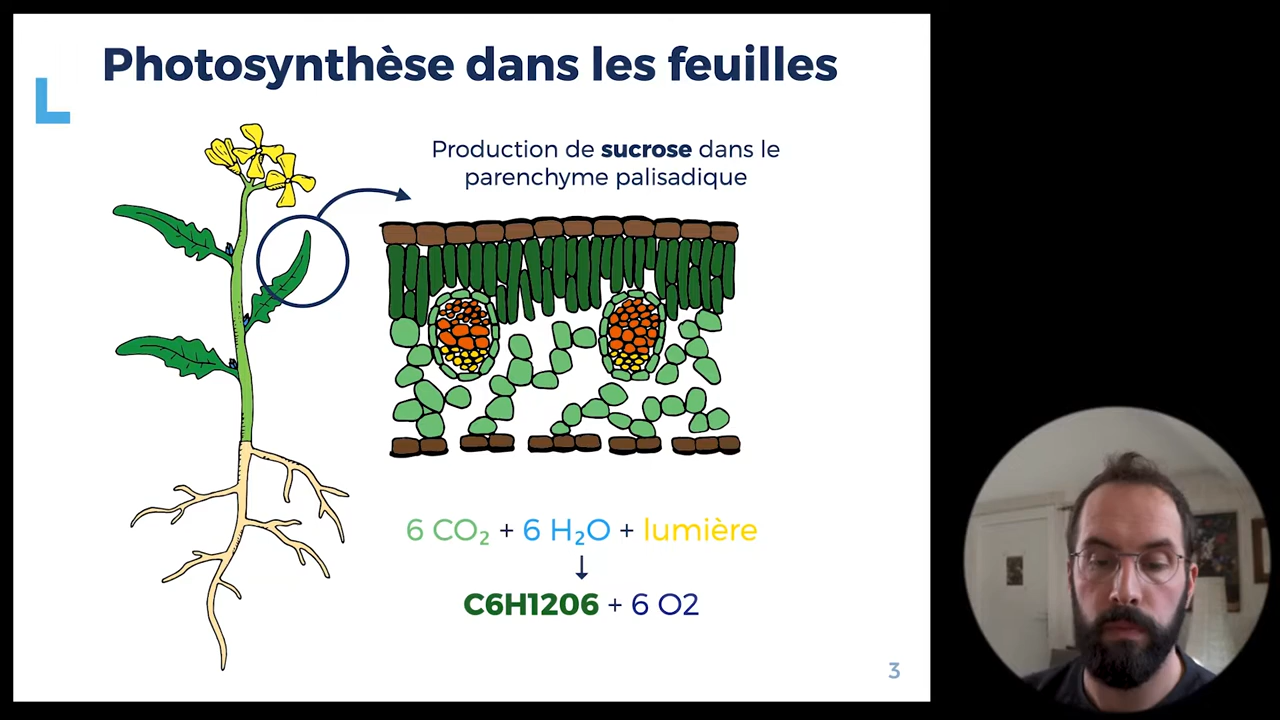 Photosynthèse dans les feuilles
Production de sucrose dans le
parenchyme palisadique
6 CO₂ + 6 H₂O + lumière
↓
C6H1206 + 6 O2
3